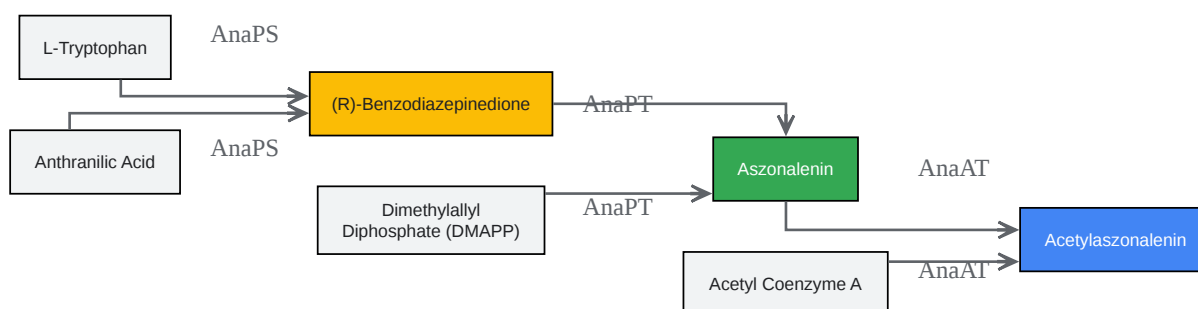 L-Tryptophan
AnaPS
(R)-Benzodiazepinedione
AnaPT
Anthranilic Acid
AnaPS
Aszonalenin
AnaAT
Dimethylallyl
Diphosphate (DMAPP)
AnaPT
Acetylaszonalenin
Acetyl Coenzyme A
AnaAT